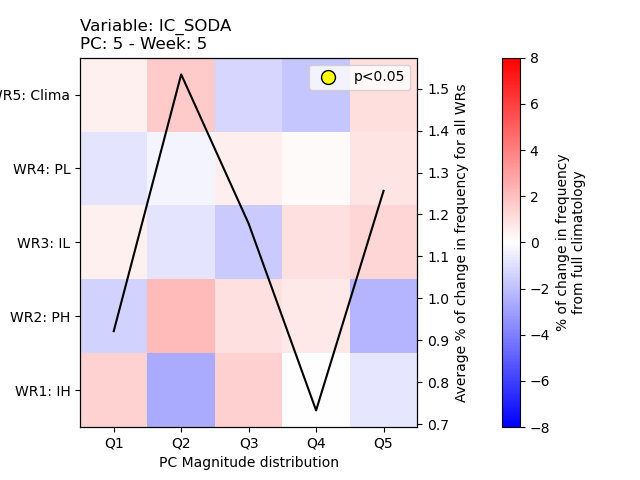 Variable: IC_SODA
PC: 5 - Week: 5
p<0.05
WR5: Clima
WR4: PL
WR3: IL
WR2: PH
WR1: IH
Q1 Q2 Q3 Q4 Q5
PC Magnitude distribution
1.5
1.4
1.3
1.2
1.1
1.0
0.9
0.8
0.7
Average % of change in frequency for all WRs
8
6
4
2
0
−2
−4
−6
−8
% of change in frequency
from full climatology